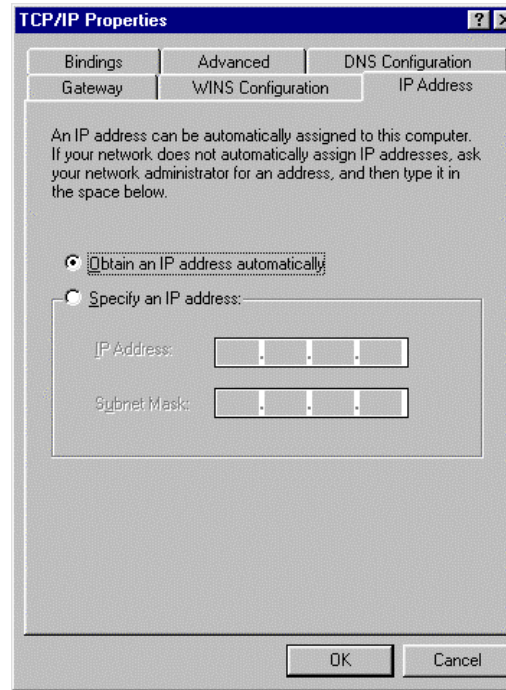 TCP/IP Properties
Bindings
Advanced
DNS Configuration
Gateway
WINS Configuration
IP Address
An IP address can be automatically assigned to this computer.
If your network does not automatically assign IP addresses, ask
your network administrator for an address, and then type it in
the space below.
Obtain an IP address automatically
Specify an IP address:
IP Address:
Subnet Mask:
OK
Cancel